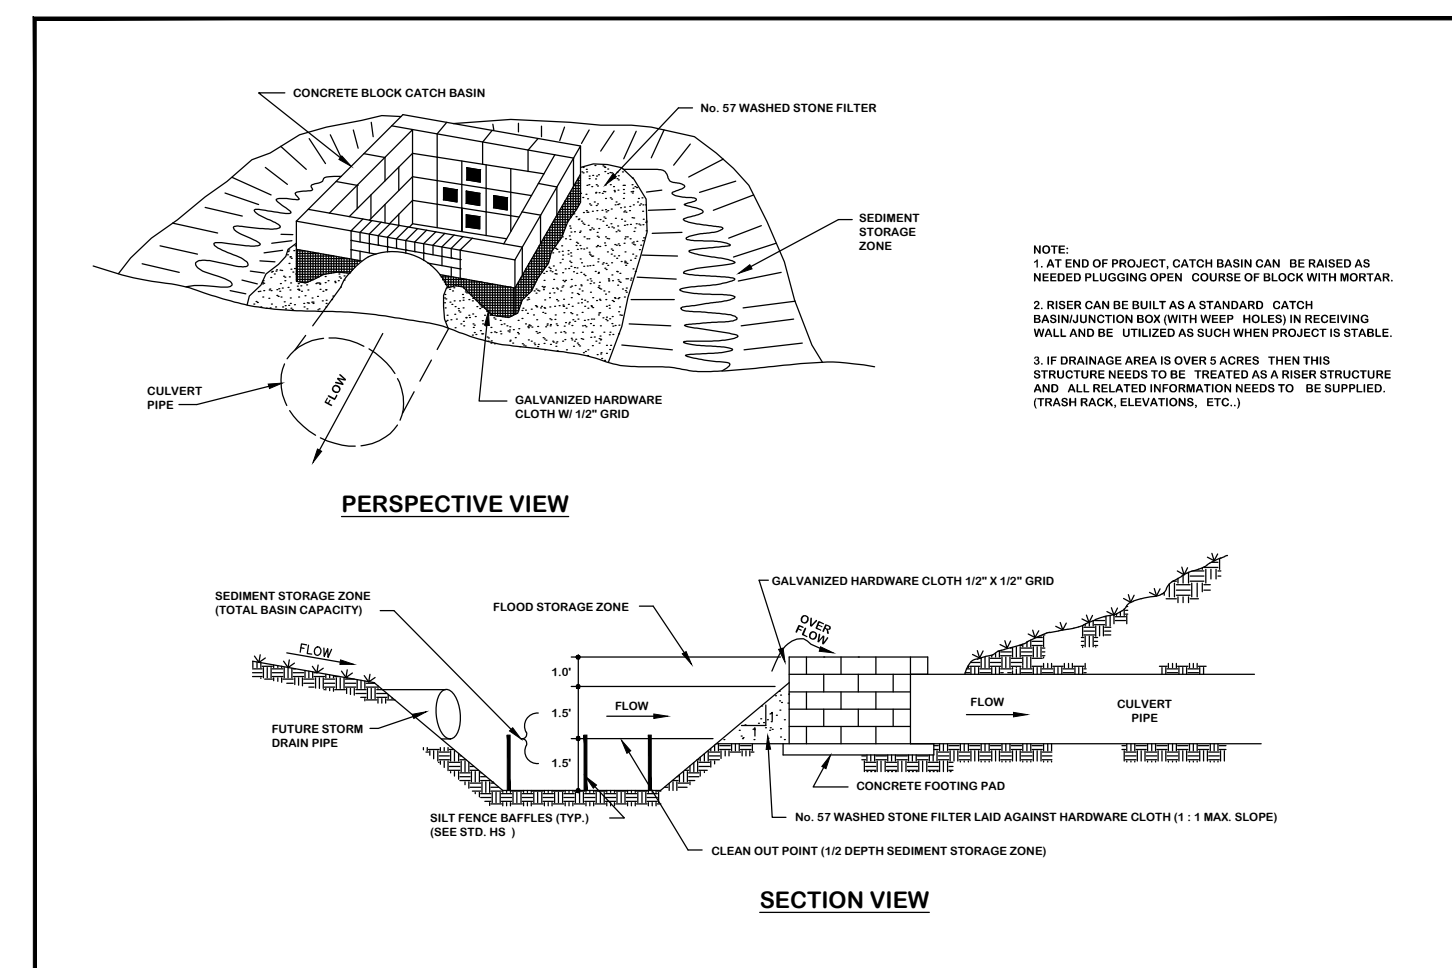 CONCRETE BLOCK CATCH BASIN
No. 57 WASHED STONE FILTER
SEDIMENT
STORAGE
ZONE
CULVERT
PIPE
FLOW
GALVANIZED HARDWARE
CLOTH W/ 1/2" GRID
PERSPECTIVE VIEW
NOTE:
1. AT END OF PROJECT, CATCH BASIN CAN BE RAISED AS
NEEDED PLUGGING OPEN COURSE OF BLOCK WITH MORTAR.
2. RISER CAN BE BUILT AS A STANDARD CATCH
BASIN/JUNCTION BOX (WITH WEEP HOLES) IN RECEIVING
WALL AND BE UTILIZED AS SUCH WHEN PROJECT IS STABLE.
3. IF DRAINAGE AREA IS OVER 5 ACRES THEN THIS
STRUCTURE NEEDS TO BE TREATED AS A RISER STRUCTURE
AND ALL RELATED INFORMATION NEEDS TO BE SUPPLIED.
(TRASH RACK, ELEVATIONS, ETC..)
SEDIMENT STORAGE ZONE
(TOTAL BASIN CAPACITY)
FLOOD STORAGE ZONE
GALVANIZED HARDWARE CLOTH 1/2" X 1/2" GRID
OVER
FLOW
FLOW
1.0'
1.5'
FLOW
1
1
FLOW
CULVERT
PIPE
FUTURE STORM
DRAIN PIPE
1.5'
CONCRETE FOOTING PAD
SILT FENCE BAFFLES (TYP.)
(SEE STD. HS )
No. 57 WASHED STONE FILTER LAID AGAINST HARDWARE CLOTH (1 : 1 MAX. SLOPE)
CLEAN OUT POINT (1/2 DEPTH SEDIMENT STORAGE ZONE)
SECTION VIEW